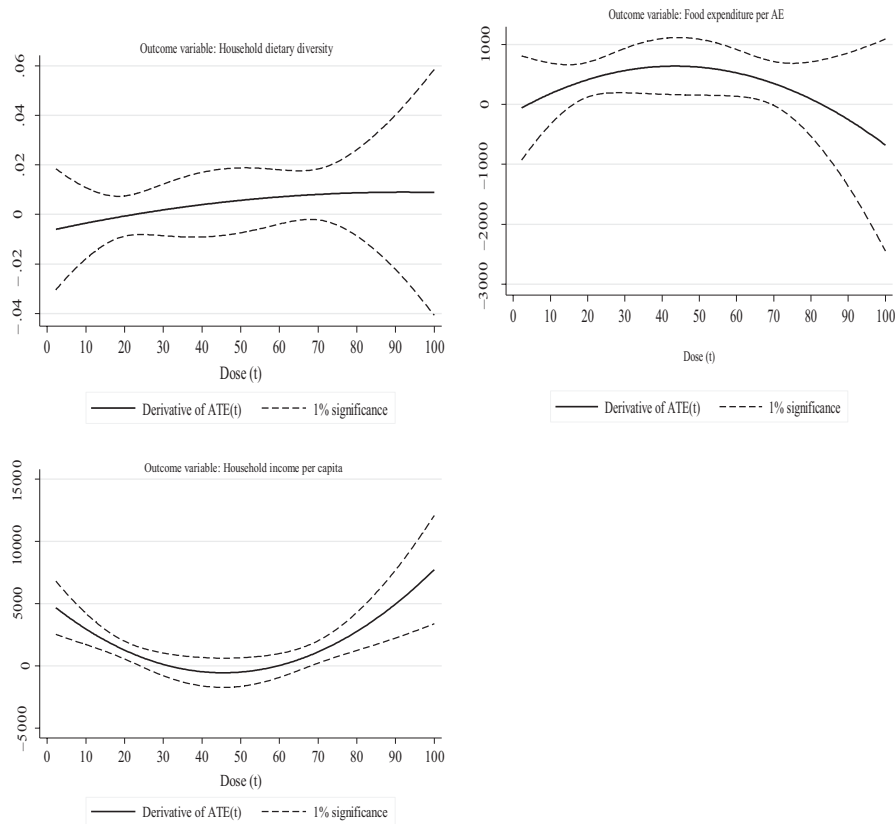 Outcome variable: Household dietary diversity
.06
.04
.02
0
−.02
−.04
0 10 20 30 40 50 60 70 80 90 100
Dose (t)
Derivative of ATE(t) 1% significance
Outcome variable: Food expenditure per AE
1000
0
−1000
−2000
−3000
0 10 20 30 40 50 60 70 80 90 100
Dose (t)
Derivative of ATE(t) 1% significance
Outcome variable: Household income per capita
15000
10000
5000
0
−5000
0 10 20 30 40 50 60 70 80 90 100
Dose (t)
Derivative of ATE(t) 1% significance